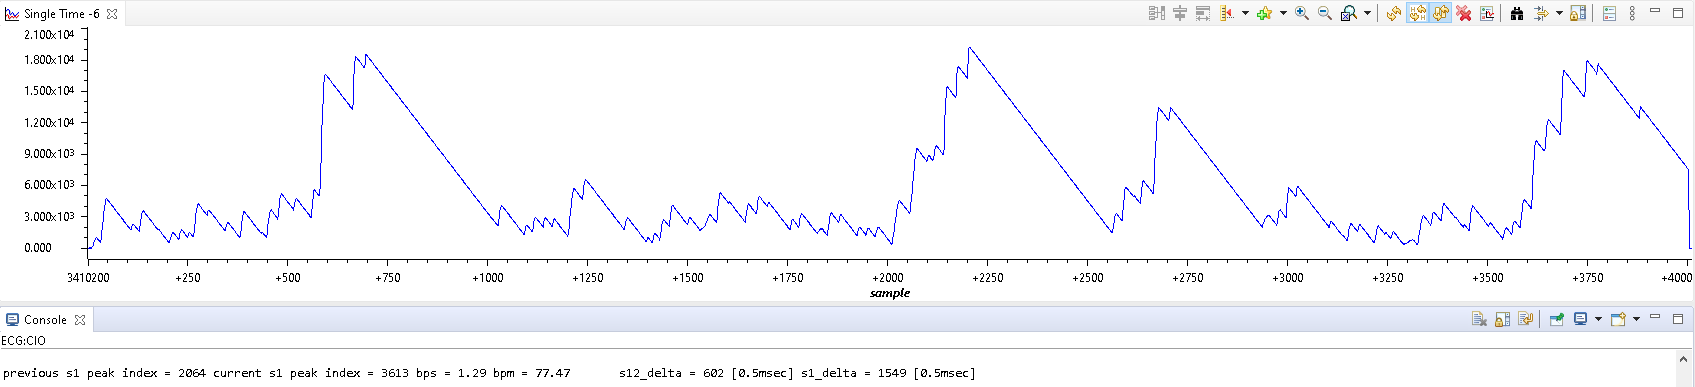 Single Time -6
2.100x10⁴
1.800x10⁴
1.500x10⁴
1.200x10⁴
9.000x10³
6.000x10³
3.000x10³
0.000
3410200 +250 +500 +750 +1000 +1250 +1500 +1750 +2000 +2250 +2500 +2750 +3000 +3250 +3500 +3750 +4000
sample
Console
ECG:CIO
previous s1 peak index = 2064 current s1 peak index = 3613 bps = 1.29 bpm = 77.47 s12_delta = 602 [0.5msec] s1_delta = 1549 [0.5msec]